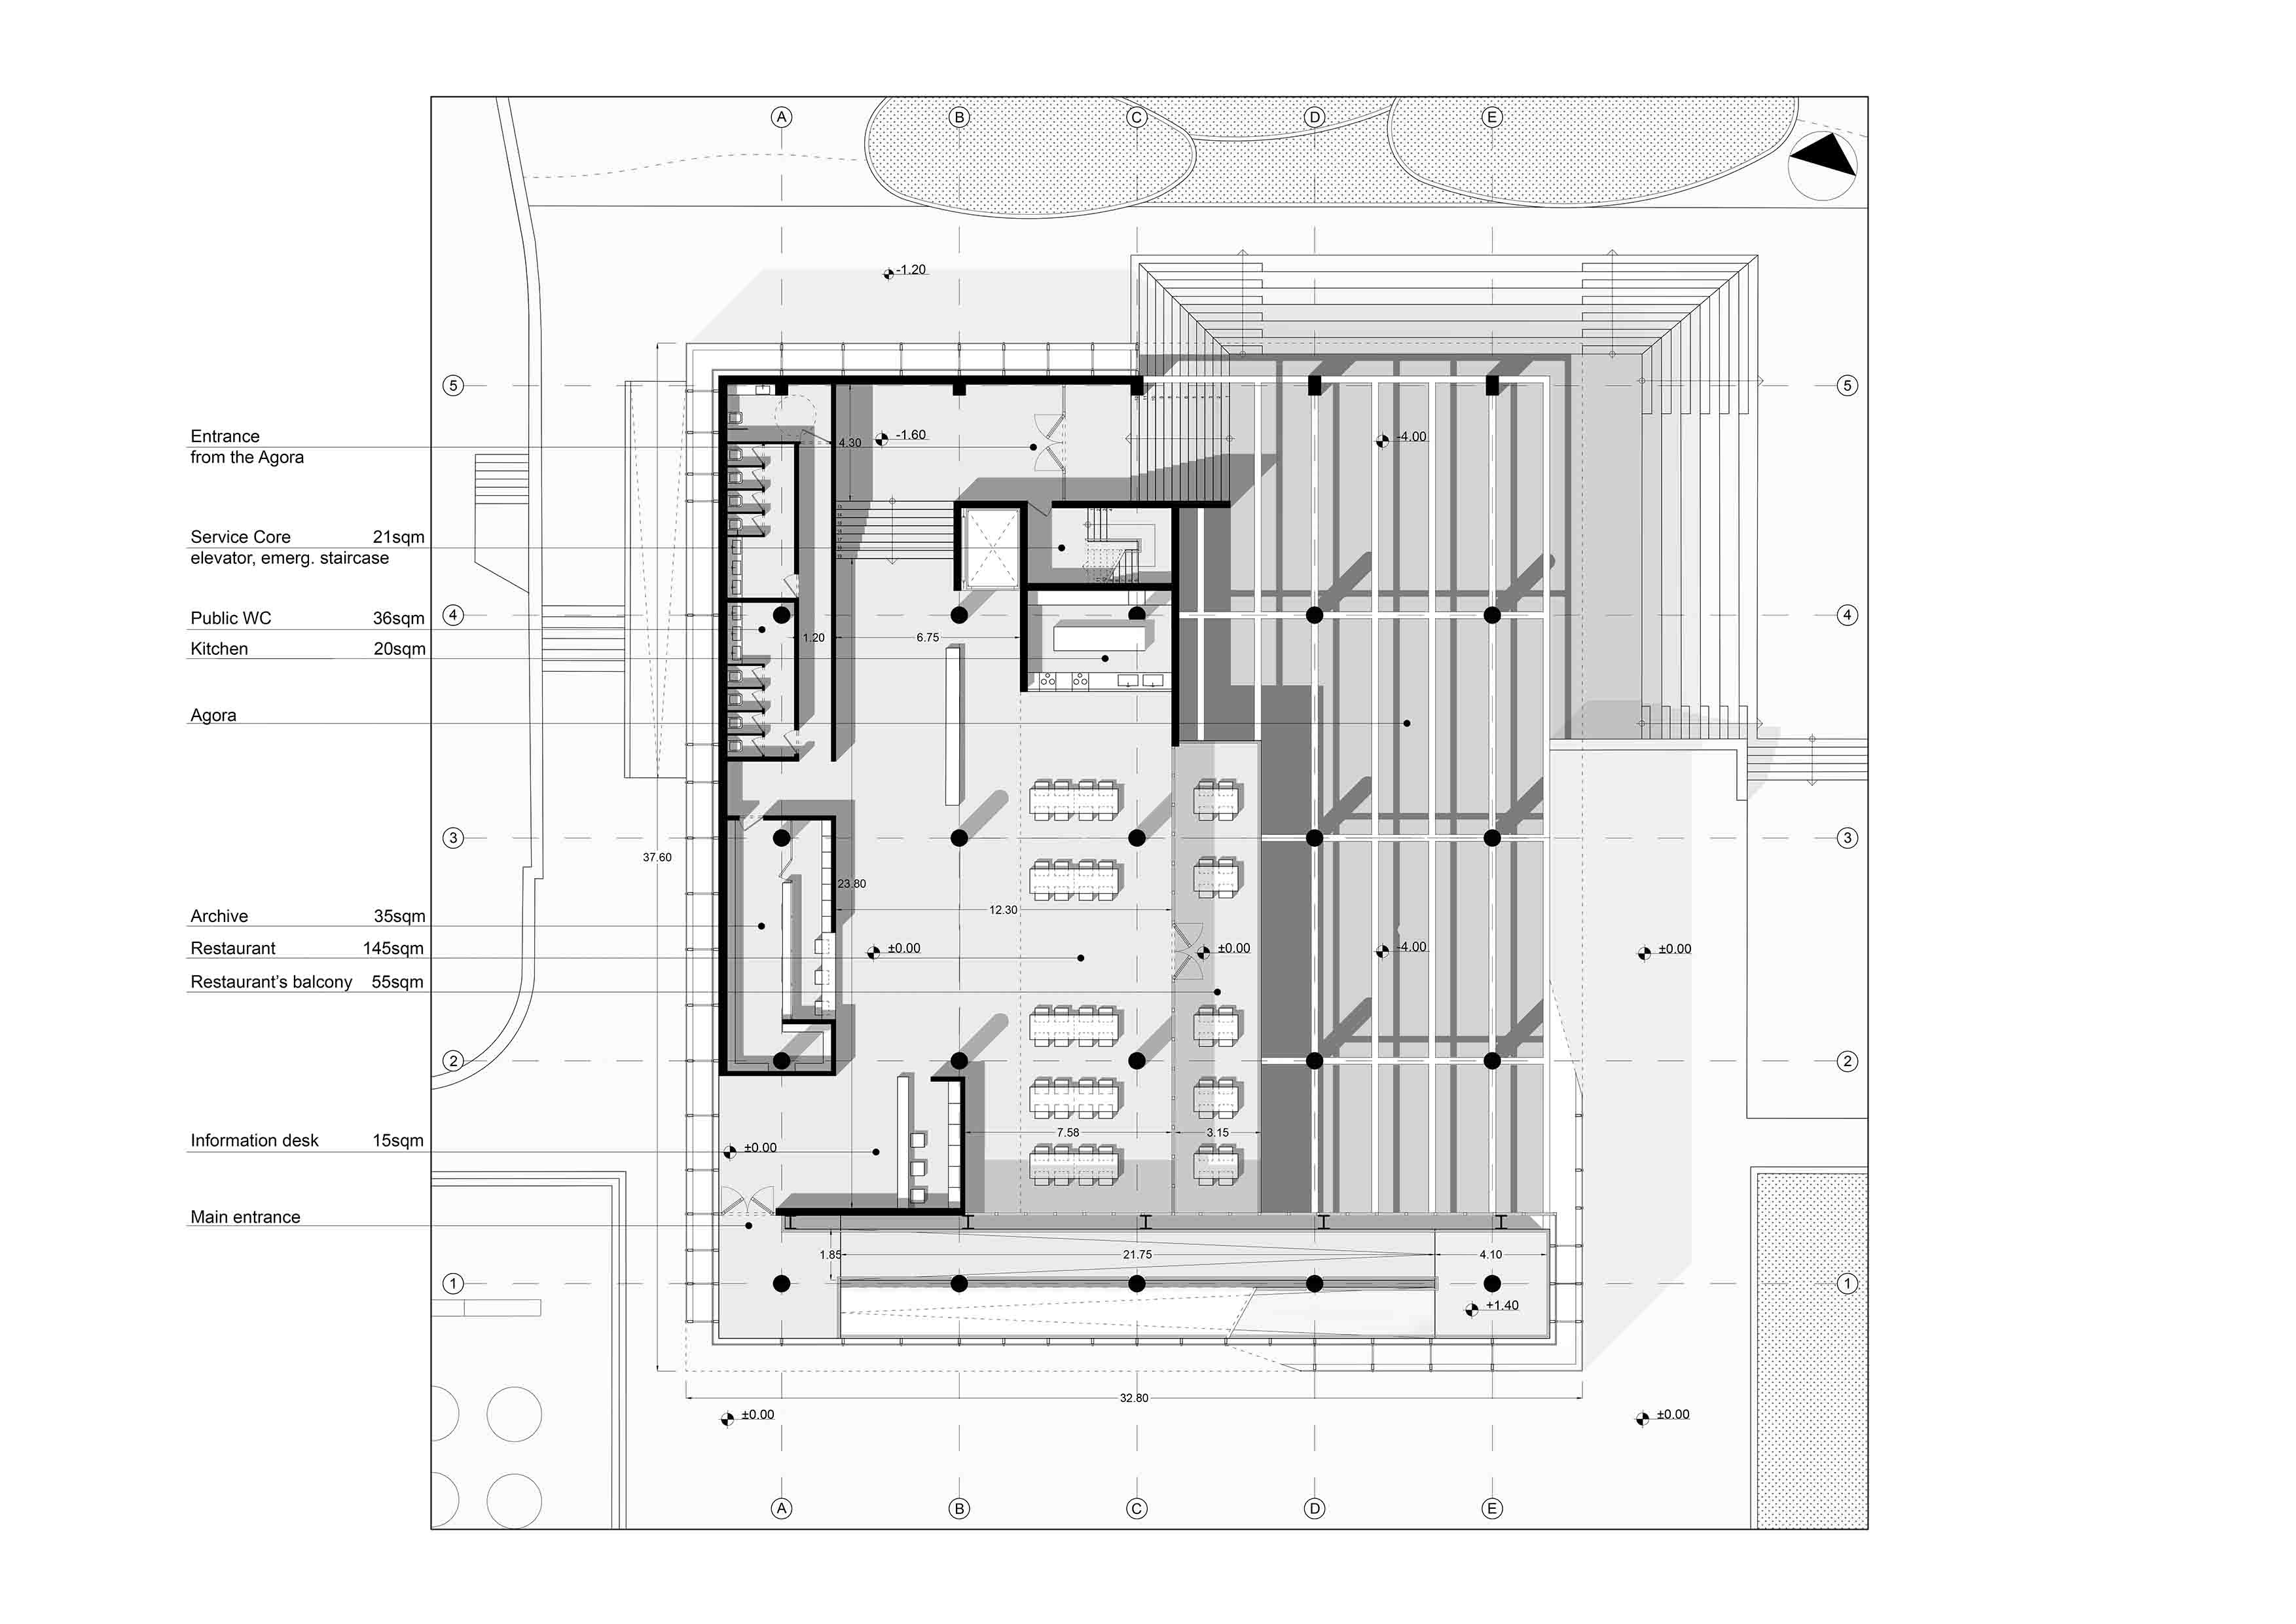 A B C D E
-1.20
5 5
Entrance
from the Agora
4.30
-1.60
-4.00
Service Core 21sqm
elevator, emerg. staircase
Public WC 36sqm
4 4
1.20
6.75
Kitchen 20sqm
Agora
3 3
37.60
23.80
12.30
Archive 35sqm
Restaurant 145sqm
±0.00
±0.00
-4.00
±0.00
Restaurant's balcony 55sqm
2 2
Information desk 15sqm
±0.00
7.58
3.15
Main entrance
1.85
21.75
4.10
1 1
+1.40
32.80
±0.00
±0.00
A B C D E